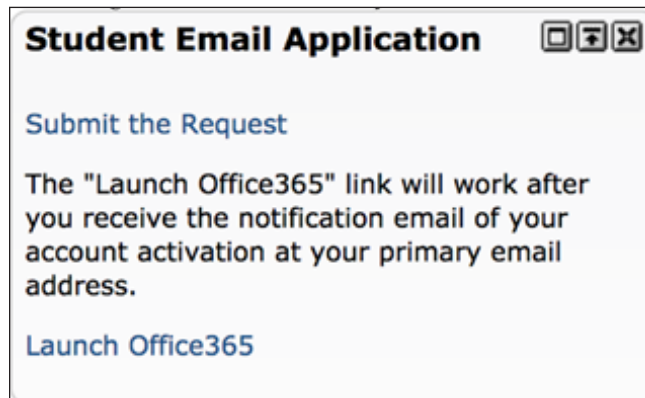 Student Email Application
Submit the Request
The "Launch Office365" link will work after
you receive the notification email of your
account activation at your primary email
address.
Launch Office365